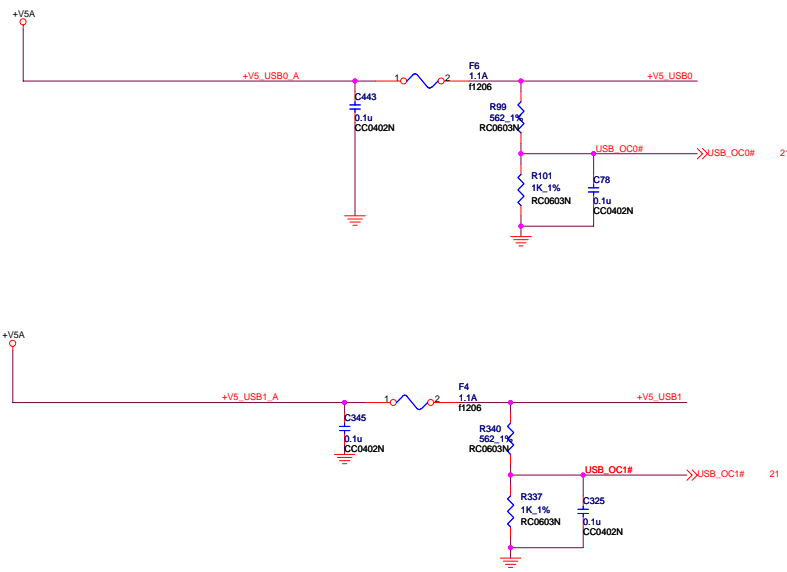 +V5A
+V5_USB0_A
1
2
F6
1.1A
f1206
+V5_USB0
C443
0.1u
CC0402N
R99
562_1%
RC0603N
USB_OC0#
USB_OC0#
21
R101
1K_1%
RC0603N
C78
0.1u
CC0402N
+V5A
+V5_USB1_A
1
2
F4
1.1A
f1206
+V5_USB1
C345
0.1u
CC0402N
R340
562_1%
RC0603N
USB_OC1#
USB_OC1#
21
R337
1K_1%
RC0603N
C325
0.1u
CC0402N